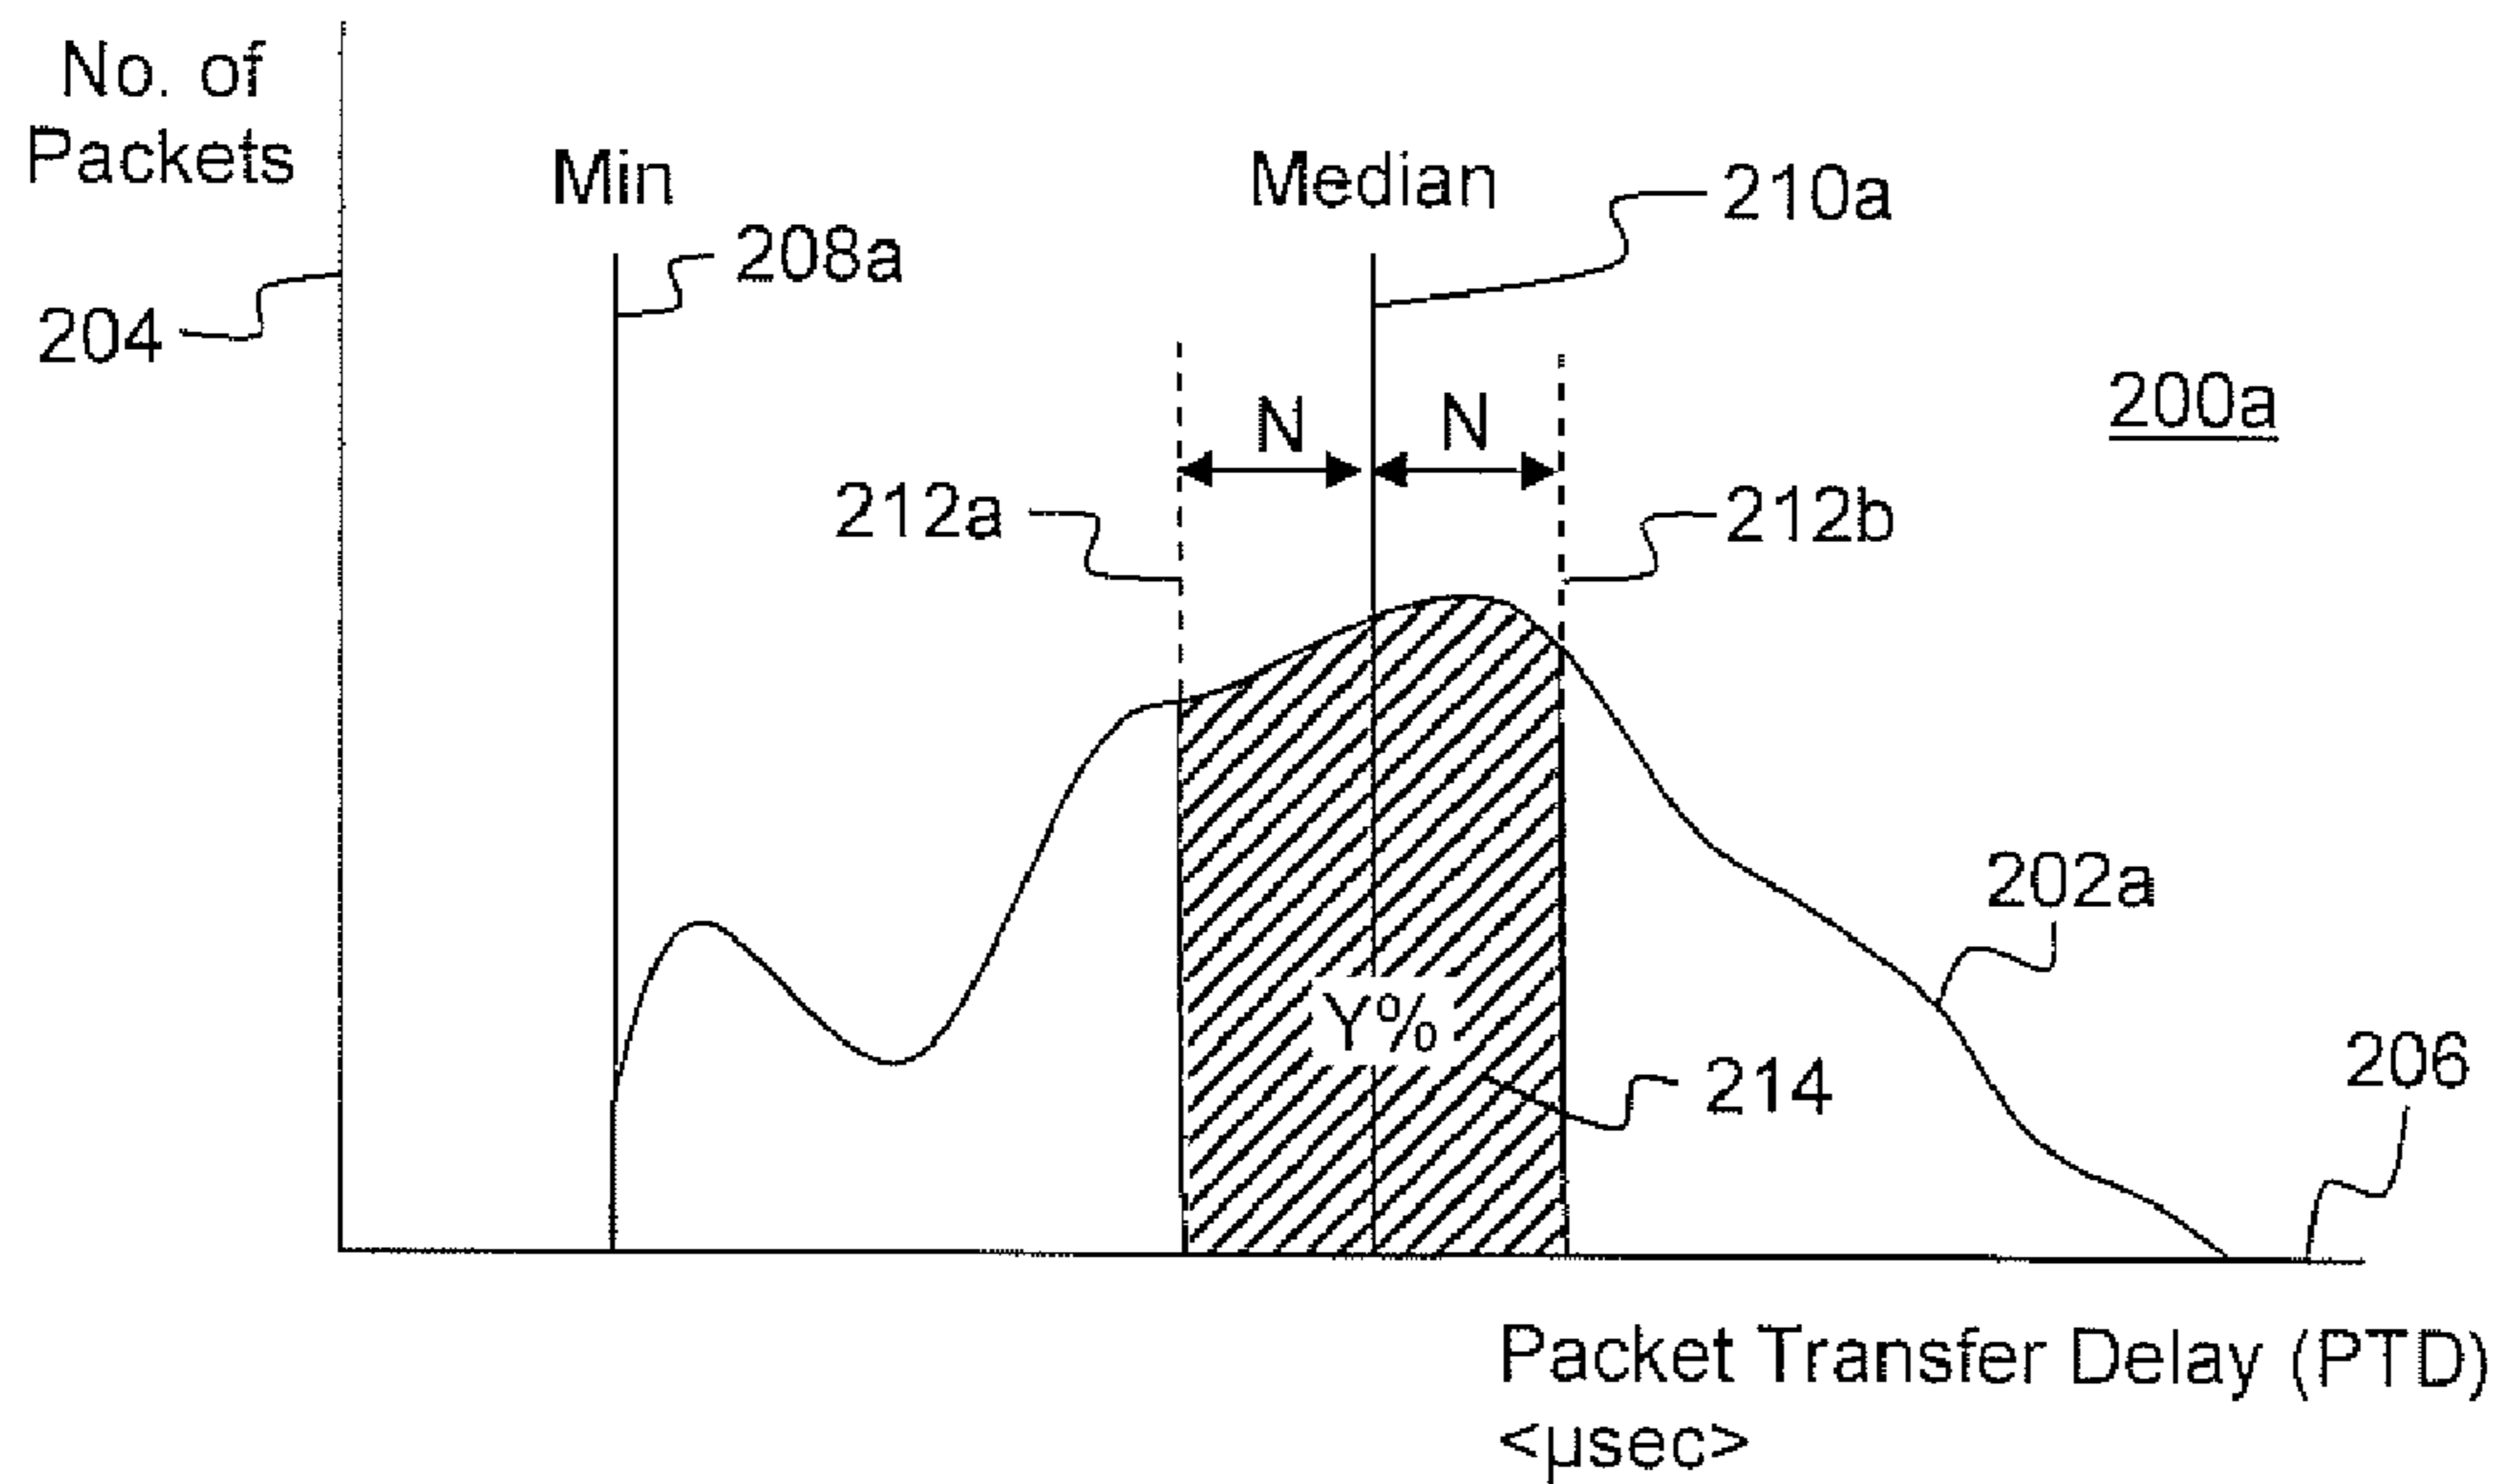 No. of
Packets
Min
Median
210a
208a
204
N
N
200a
212a
212b
202a
Y%
214
206
Packet Transfer Delay (PTD)
<µsec>